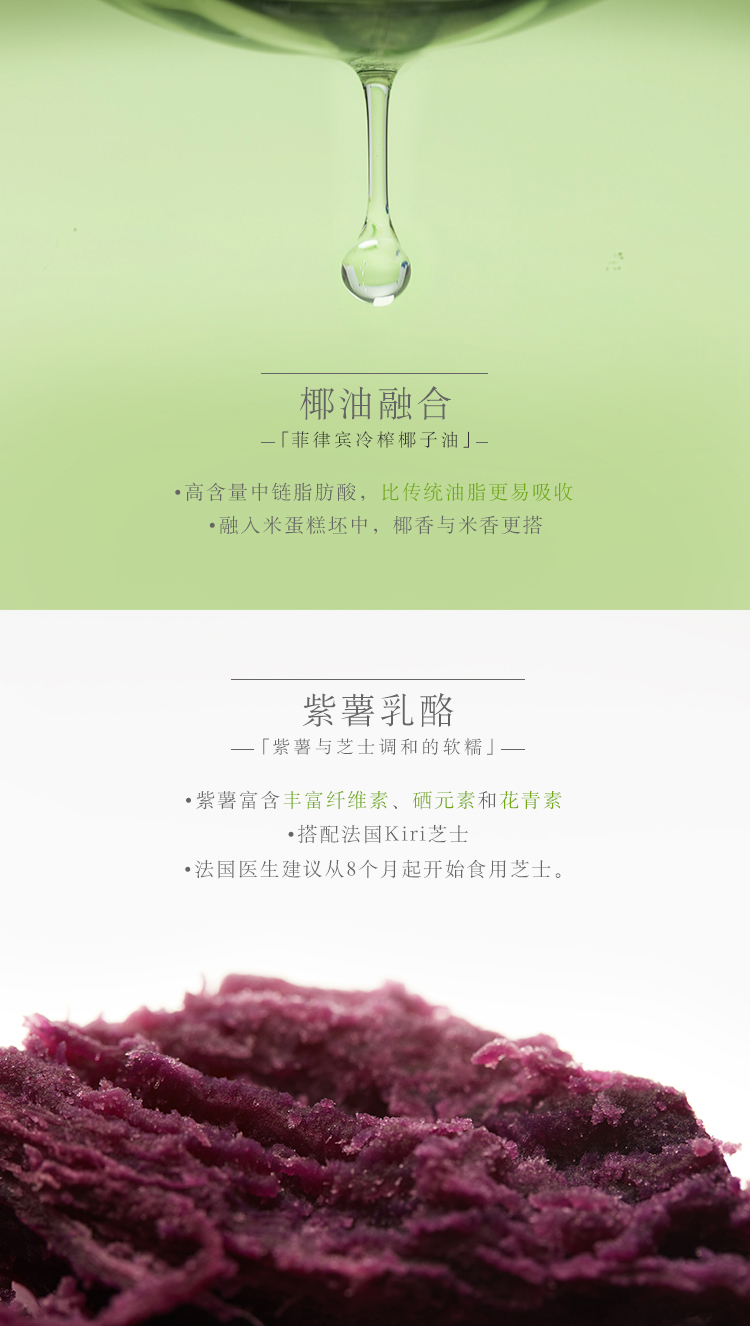 椰油融合
—「菲律宾冷榨椰子油」—
•高含量中链脂肪酸，比传统油脂更易吸收
•融入米蛋糕坯中，椰香与米香更搭
紫薯乳酪
—「紫薯与芝士调和的软糯」—
•紫薯富含丰富纤维素、硒元素和花青素
•搭配法国Kiri芝士
•法国医生建议从8个月起开始食用芝士。